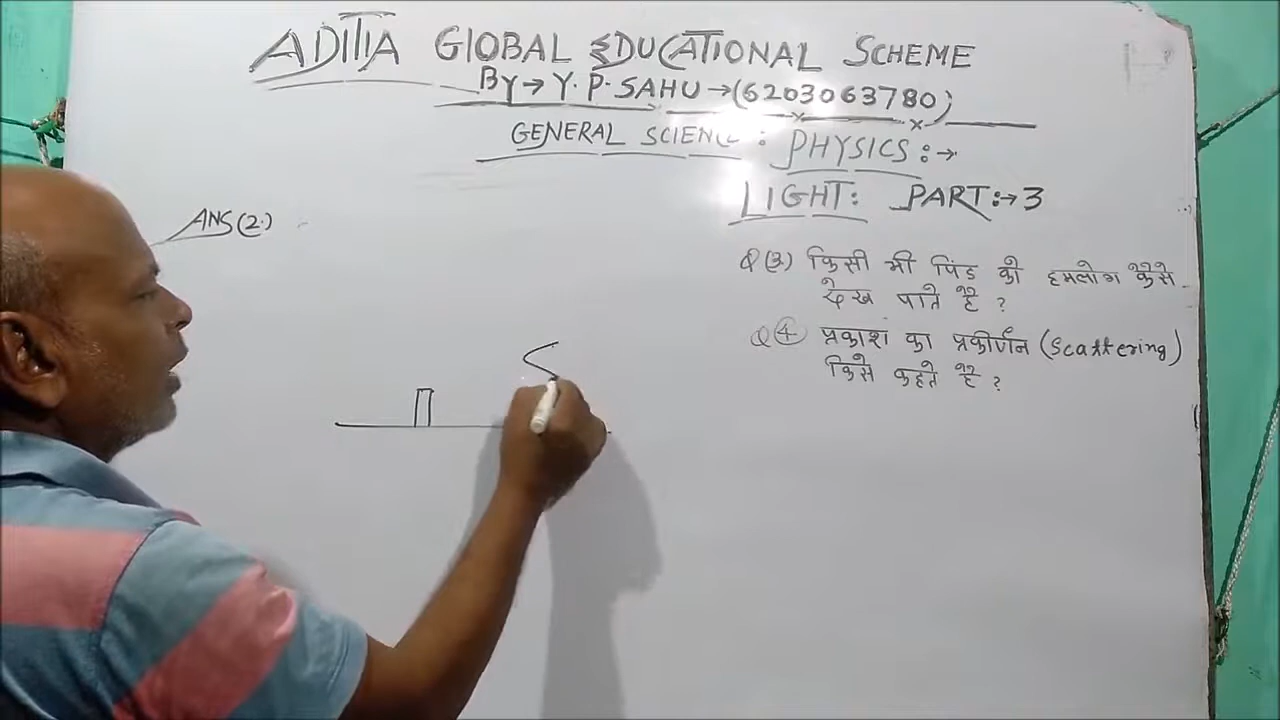 ADITIA GLOBAL EDUCATIONAL SCHEME
BY→ Y.P.SAHU →(6203063780)
GENERAL SCIENCE : PHYSICS:→
LIGHT: PART:→3
ANS(2.)
Q(3) किसी भी पिंड को हमलोग कैसे
देख पाते है ?
Q④ प्रकाश का प्रकीर्णन (Scattering)
किसे कहते है ?